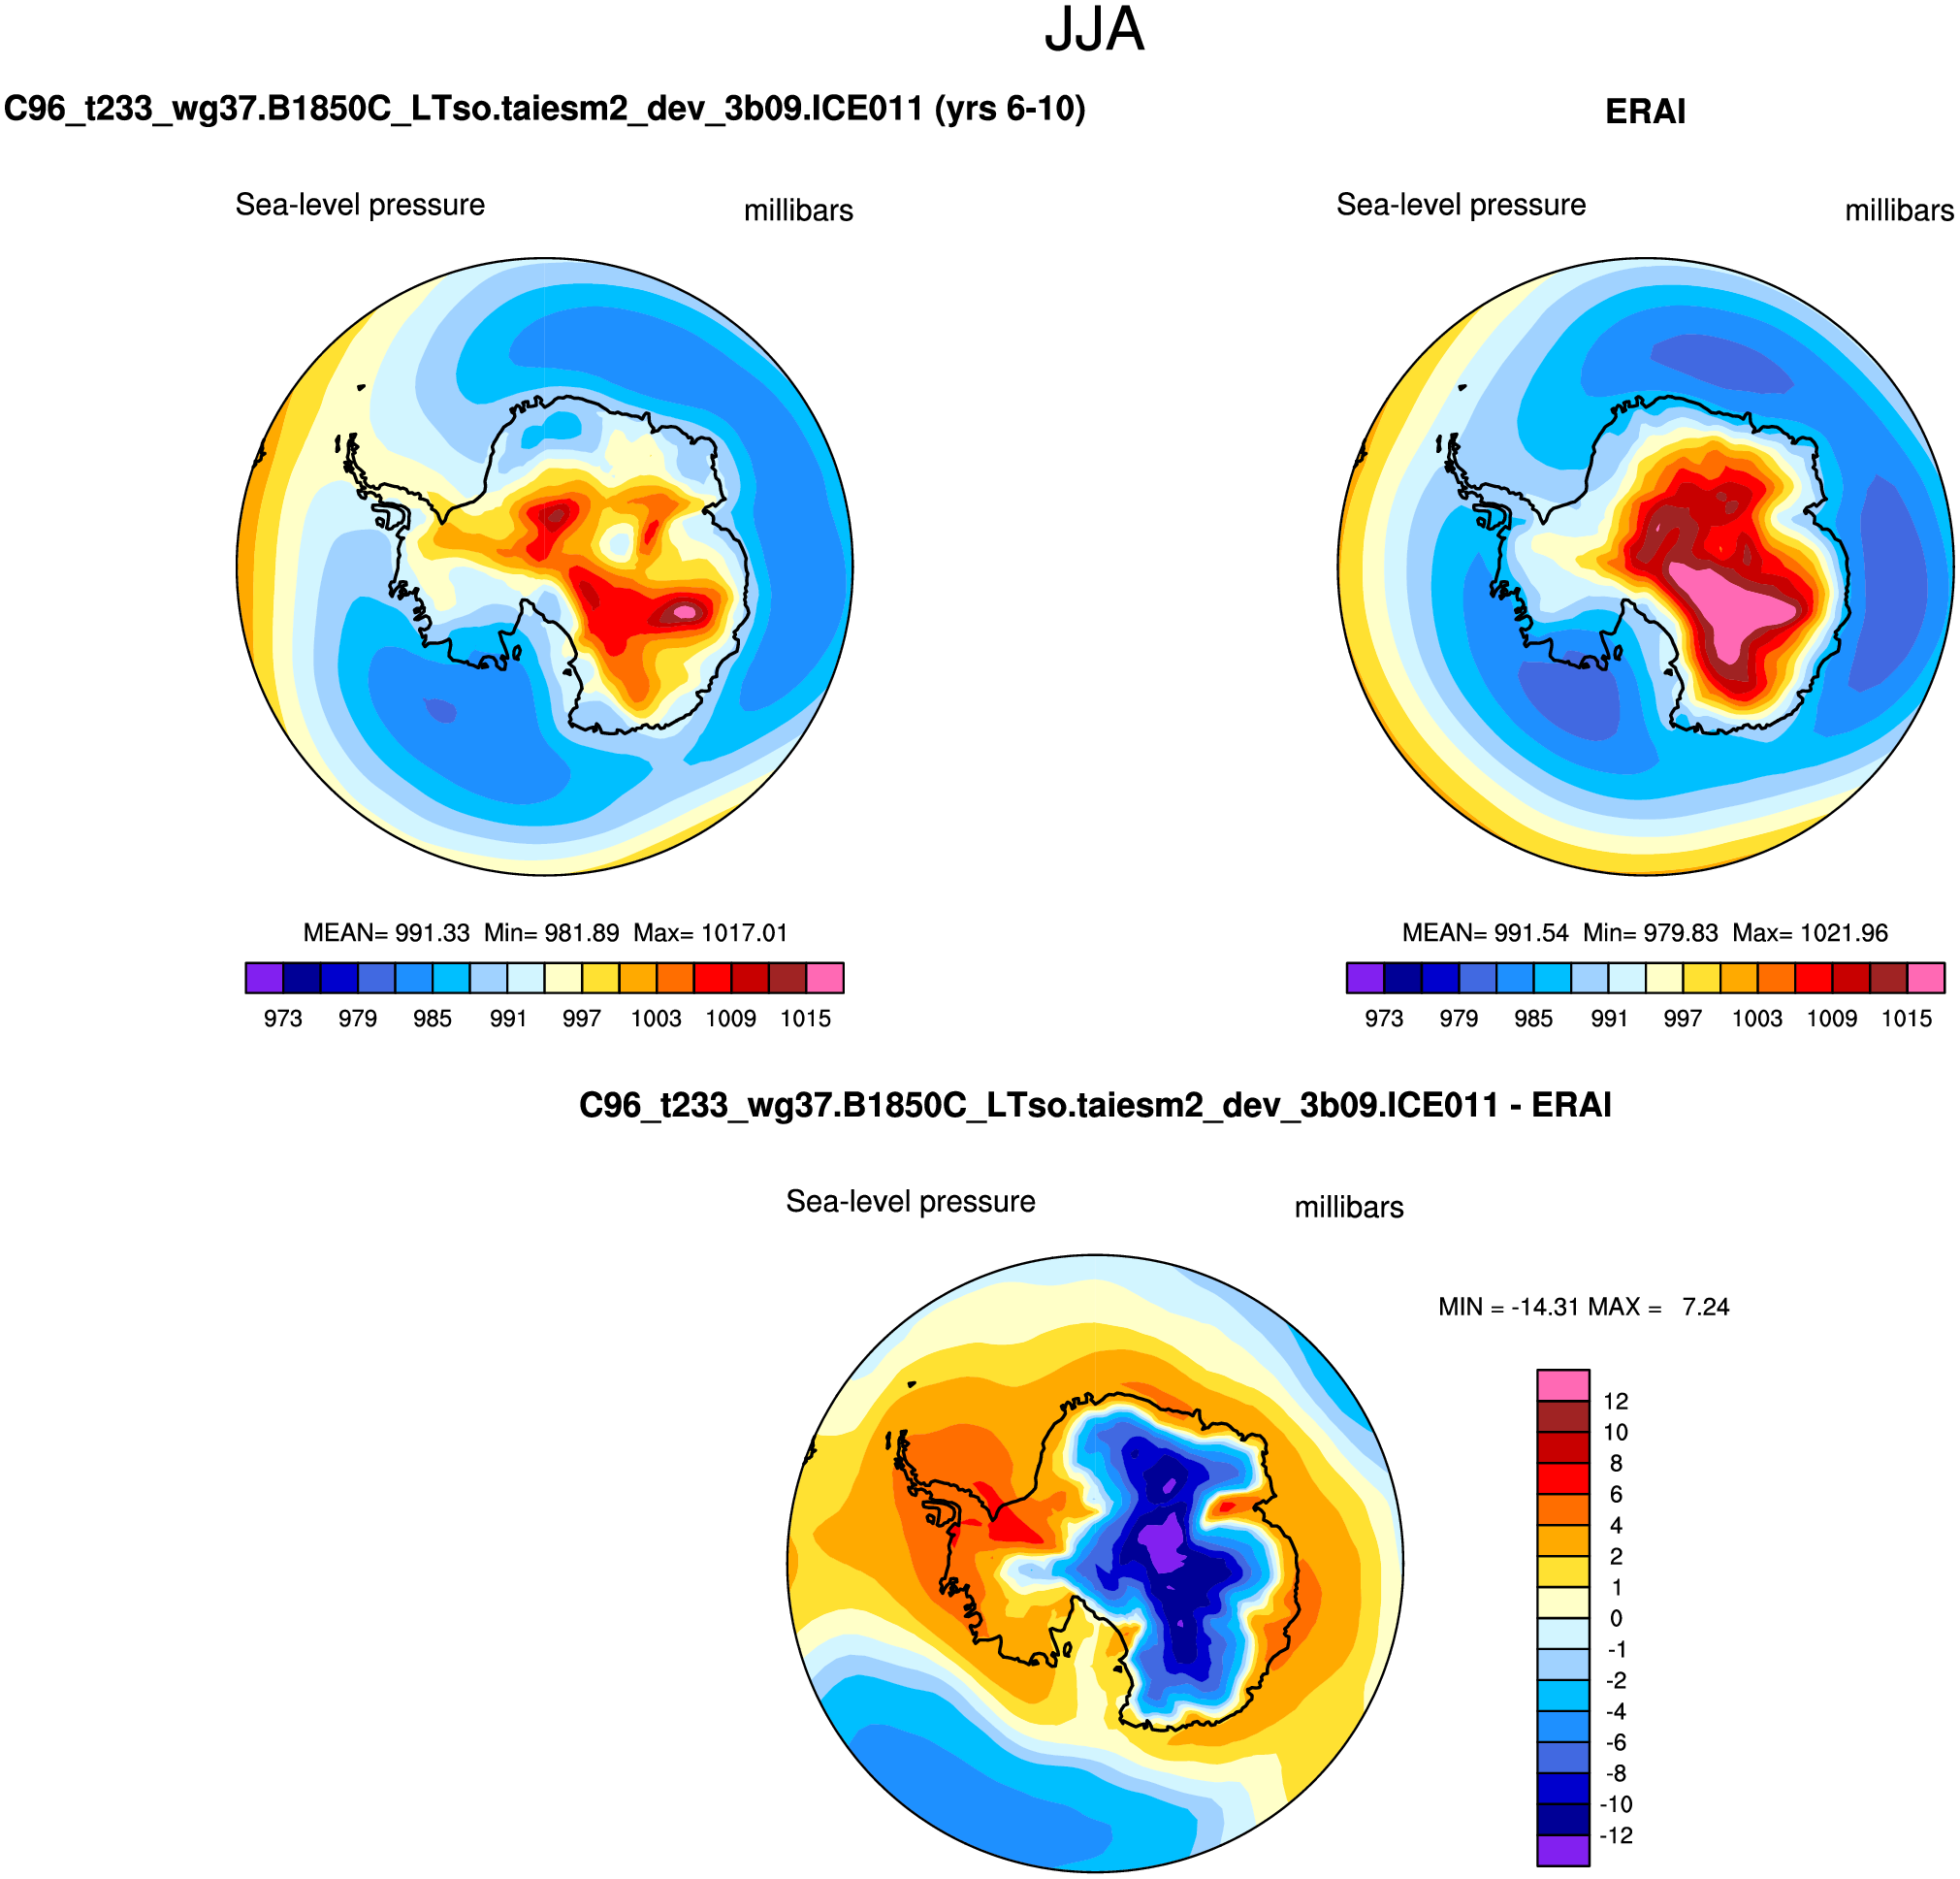 JJA
C96_t233_wg37.B1850C_LTso.taiesm2_dev_3b09.ICE011 (yrs 6-10)
ERAI
Sea-level pressure millibars
Sea-level pressure millibars
MEAN= 991.33 Min= 981.89 Max= 1017.01
973 979 985 991 997 1003 1009 1015
MEAN= 991.54 Min= 979.83 Max= 1021.96
973 979 985 991 997 1003 1009 1015
C96_t233_wg37.B1850C_LTso.taiesm2_dev_3b09.ICE011 - ERAI
Sea-level pressure millibars
MIN = -14.31 MAX = 7.24
12
10
8
6
4
2
1
0
-1
-2
-4
-6
-8
-10
-12